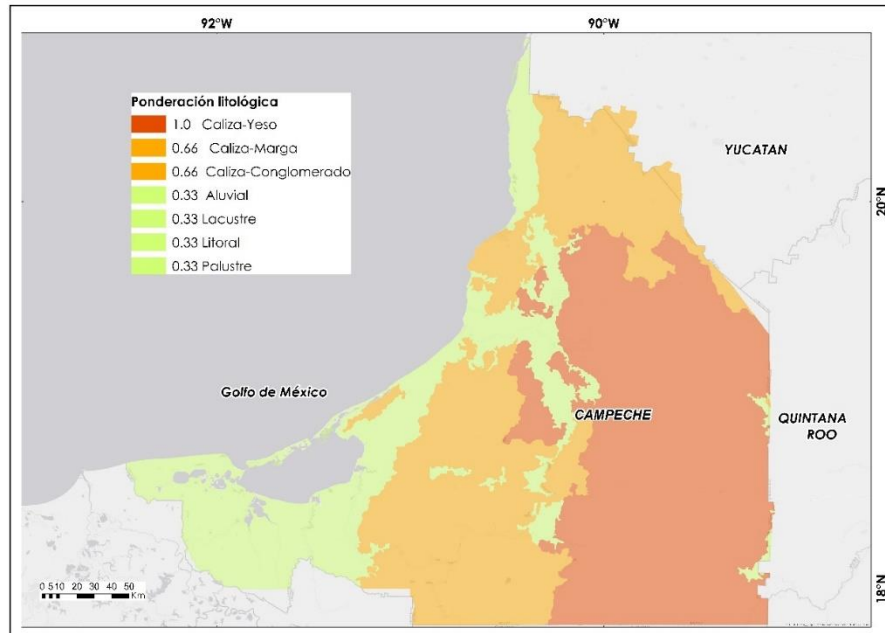 92°W
90°W
Ponderación litológica
1.0 Caliza-Yeso
0.66 Caliza-Marga
0.66 Caliza-Conglomerado
0.33 Aluvial
0.33 Lacustre
0.33 Litoral
0.33 Palustre
YUCATAN
20°N
Golfo de México
CAMPECHE
QUINTANA
ROO
0 5 10 20 30 40 50
Km
18°N